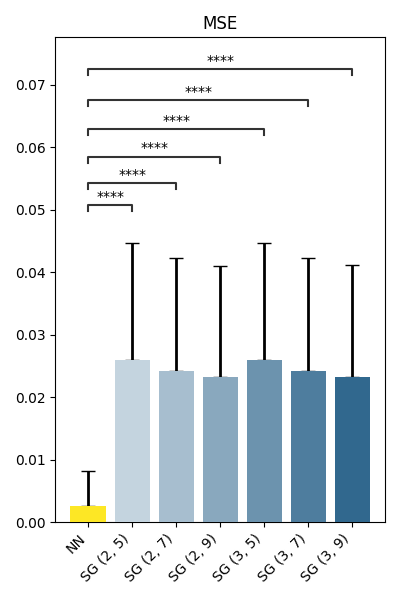 MSE
****
****
****
****
****
****
0.07
0.06
0.05
0.04
0.03
0.02
0.01
0.00
NN
SG (2, 5)
SG (2, 7)
SG (2, 9)
SG (3, 5)
SG (3, 7)
SG (3, 9)